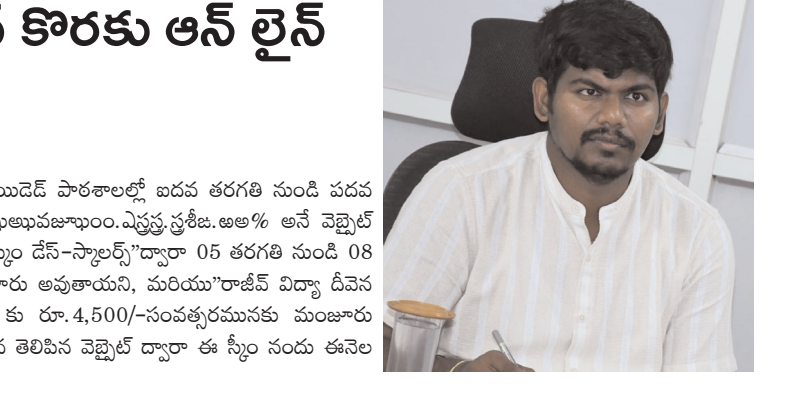 కొరకు ఆన్ లైన్
యిడెడ్ పాఠశాలల్లో ఐదవ తరగతి నుండి పదవ
అనే వెబ్సైట్
డేస్-స్కాలర్స్”ద్వారా 05 తరగతి నుండి 08
అవుతాయని, మరియు”రాజీవ్ విద్యా దీవెన
కు రూ.4,500/-సంవత్సరమునకు మంజూరు
తెలిపిన వెబ్సైట్ ద్వారా ఈ స్కీం నందు ఈనెల